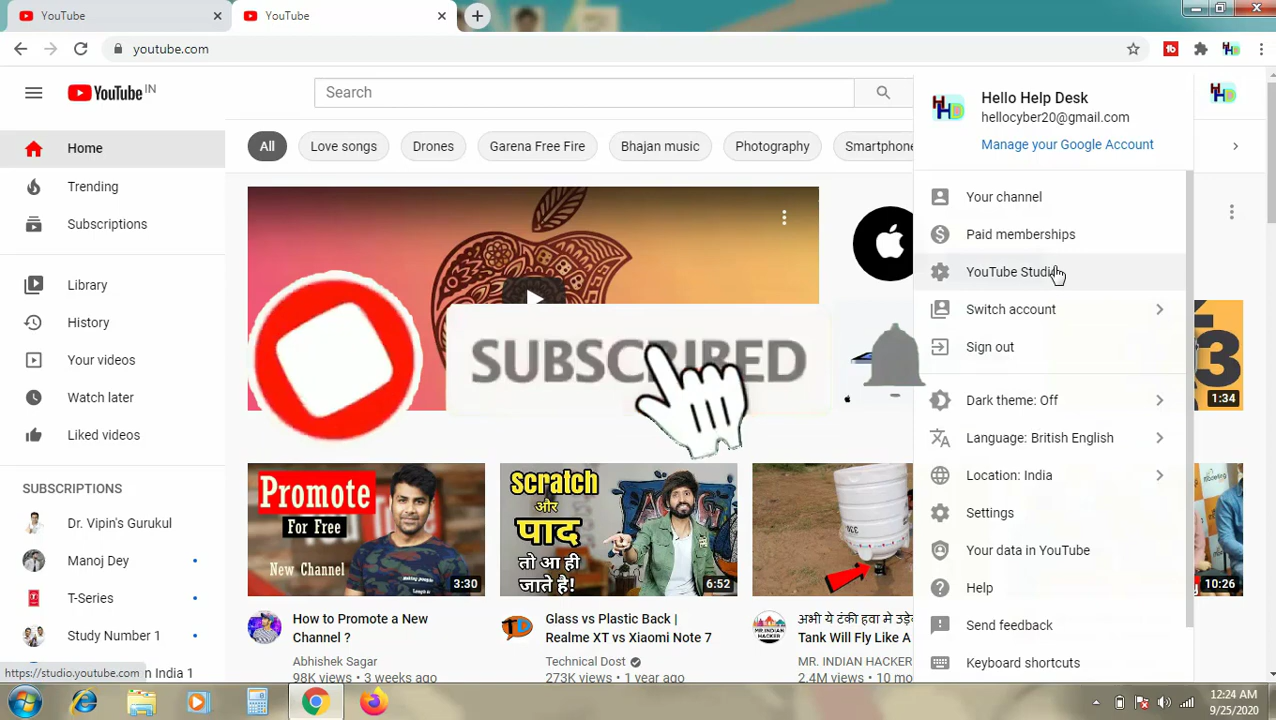 YouTube
YouTube
youtube.com
YouTube IN
Search
Home
Trending
Subscriptions
Library
History
Your videos
Watch later
Liked videos
SUBSCRIPTIONS
Dr. Vipin's Gurukul
Manoj Dey
T-Series
Study Number 1
n India 1
https://studio.youtube.com
All
Love songs
Drones
Garena Free Fire
Bhajan music
Photography
Smartphone
SUBSCRIBED
Promote
For Free
New Channel
3:30
How to Promote a New
Channel ?
Abhishek Sagar
98K views • 3 weeks ago
Scratch
और
पाद
तो आ ही
जाते है!
6:52
Glass vs Plastic Back |
Realme XT vs Xiaomi Note 7
Technical Dost
273K views • 1 year ago
अभी ये टंकी हवा मे उड़े
Tank Will Fly Like A
MR. INDIAN HACKER
2.4M views • 10 m
HHD
Hello Help Desk
hellocyber20@gmail.com
Manage your Google Account
Your channel
Paid memberships
YouTube Studio
Switch account
Sign out
Dark theme: Off
Language: British English
Location: India
Settings
Your data in YouTube
Help
Send feedback
Keyboard shortcuts
3
1:34
10:26
12:24 AM
9/25/2020